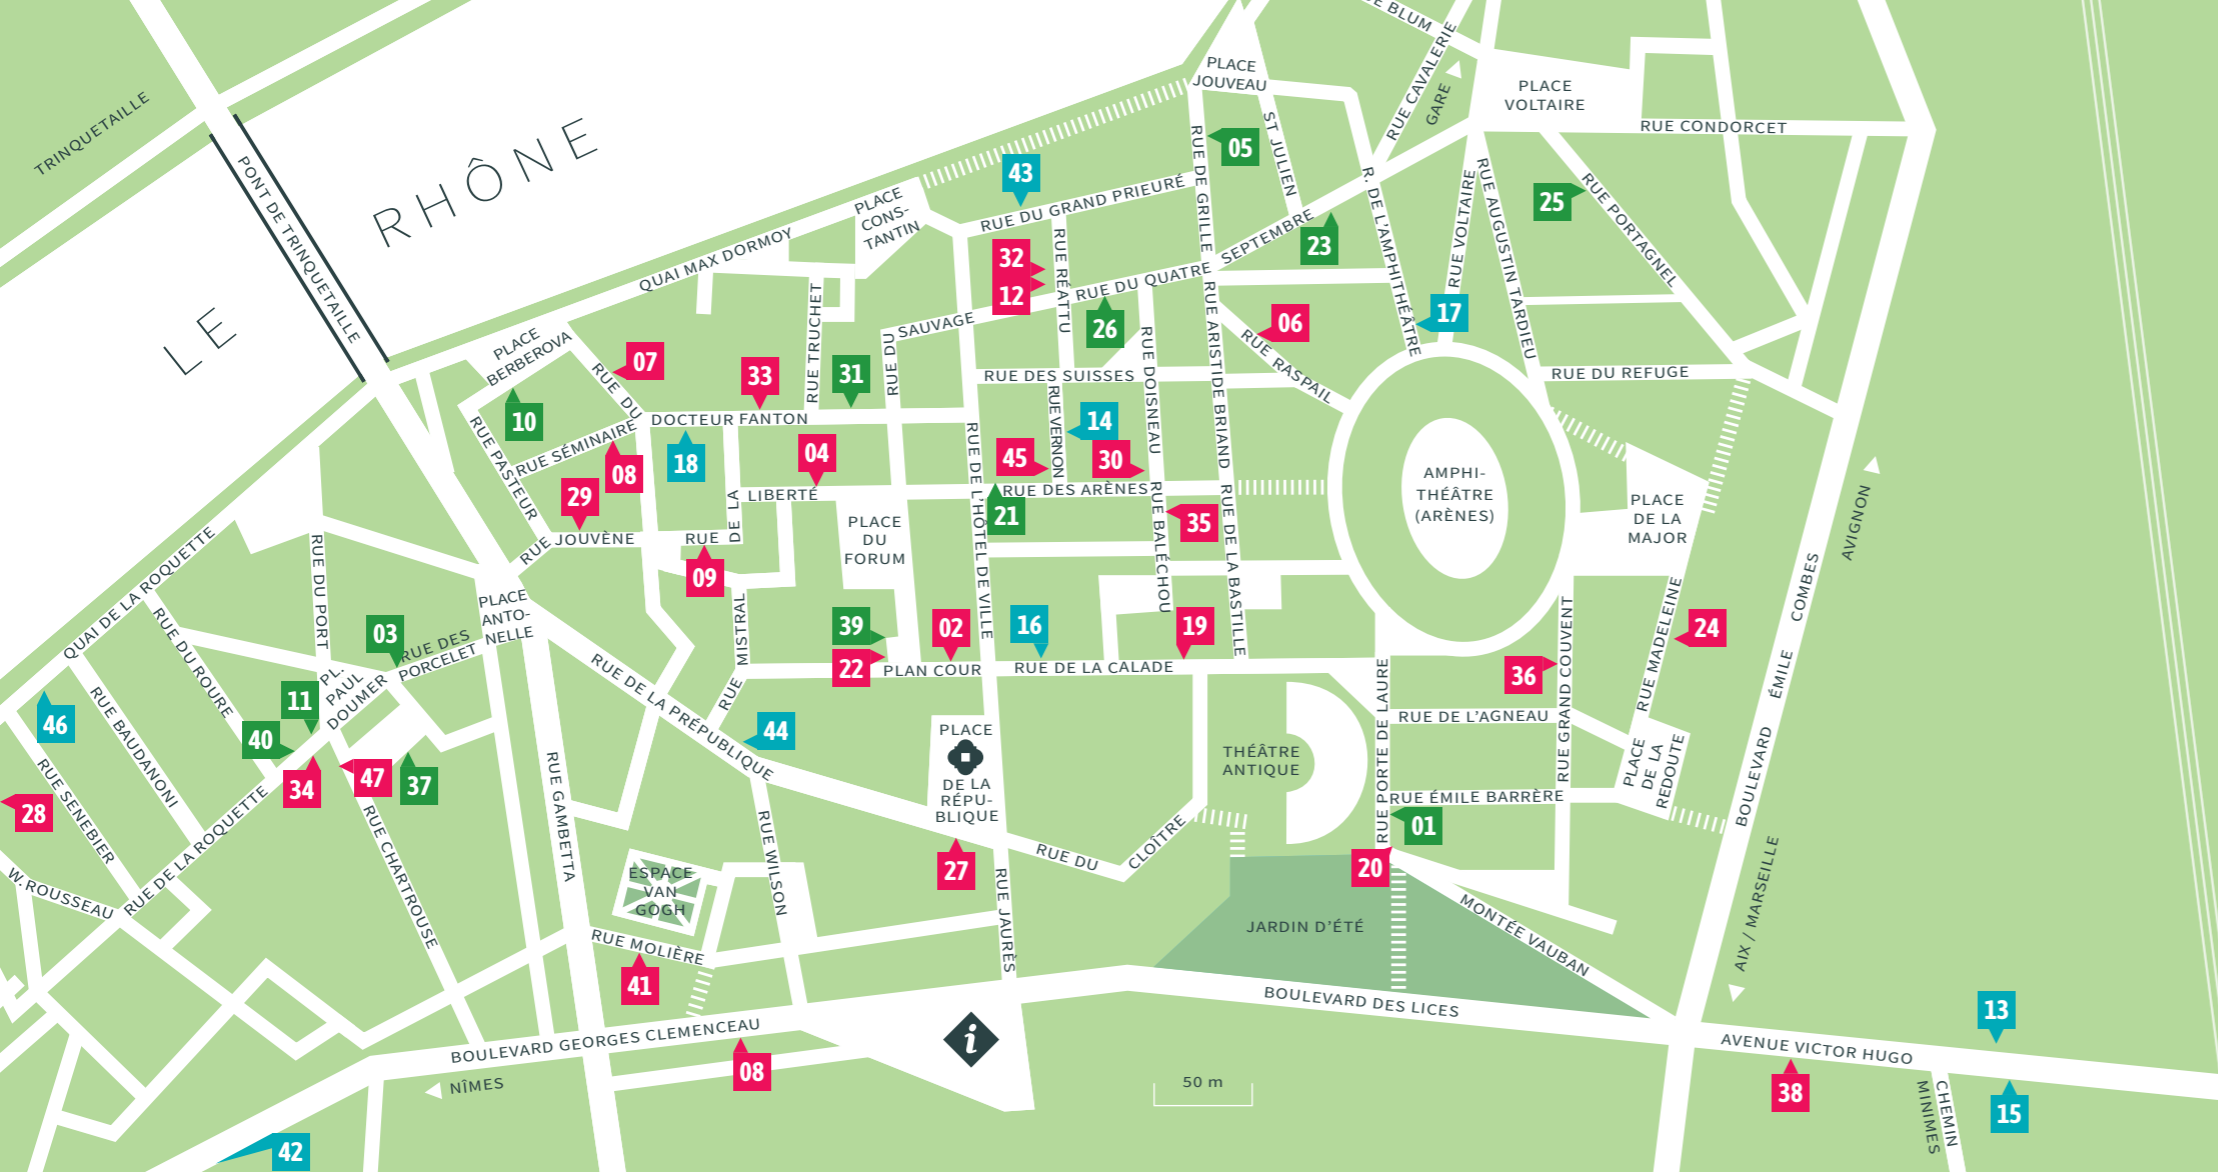 TRINQUETAILLE
PONT DE TRINQUETAILLE
LE
RHÔNE
QUAI MAX DORMOY
PLACE
CONS-
TANTIN
PLACE
JOUVEAU
E BLUM
RUE CAVALERIE
GARE
PLACE
VOLTAIRE
RUE CONDORCET
43
RUE DU GRAND PRIEURÉ
RUE DE GRILLE
05
ST JULIEN
R. DE L'AMPHTHÉÂTRE
RUE VOLTAIRE
RUE AUGUSTIN TARDIEU
25
RUE PORTAGNEL
32
12
RUE RÉATTU
RUE DU QUATRE SEPTEMBRE
23
26
06
17
RUE RASPAIL
RUE ARISTIDE BRIAND
RUE DOISNEAU
RUE DU
SAUVAGE
RUE TRUCHET
PLACE
BERBEROVA
10
RUE DU
07
33
31
DOCTEUR FANTON
RUE DES SUISSES
RUE VERNON
14
RUE DU REFUGE
RUE PASTEUR
RUE SÉMINAIRE
08
18
04
45
30
29
DE LA
LIBERTÉ
RUE DE L'HÔTEL DE VILLE
RUE DES ARÈNES
21
RUE BALÉCHOU
35
RUE DE LA BASTILLE
AMPHI-
THÉÂTRE
(ARÈNES)
PLACE
DE LA
MAJOR
AVIGNON
RUE
JOUVÈNE
RUE
09
PLACE
DU
FORUM
QUAI DE LA ROQUETTE
RUE DU PORT
PLACE
ANTO-
NELLE
RUE DU ROURE
03
RUE DES
PORCELET
RUE MISTRAL
39
22
02
16
19
PLAN COUR
RUE DE LA CALADE
36
RUE GRAND COUVENT
RUE MADELEINE
24
BOULEVARD ÉMILE COMBES
46
RUE BAUDANONI
11
40
PL.
PAUL
DOUMER
34
47
37
RUE DE LA PRÉPUBLIQUE
44
PLACE
DE LA
RÉPU-
BLIQUE
THÉÂTRE
ANTIQUE
RUE PORTE DE LAURE
RUE DE L'AGNEAU
PLACE
DE LA
REDOUTE
RUE ÉMILE BARRÈRE
01
28
RUE SENEBIER
RUE DE LA ROQUETTE
RUE CHARTROUSE
RUE GAMBETTA
RUE WILSON
27
RUE DU
CLOÎTRE
20
W. ROUSSEAU
ESPACE
VAN
GOGH
RUE MOLIÈRE
41
RUE JAURÈS
JARDIN D'ÉTÉ
MONTÉE VAUBAN
AIX / MARSEILLE
BOULEVARD DES LICES
BOULEVARD GEORGES CLEMENCEAU
NÎMES
08
i
50 m
42
13
AVENUE VICTOR HUGO
38
15
CHEMIN
MINIMES